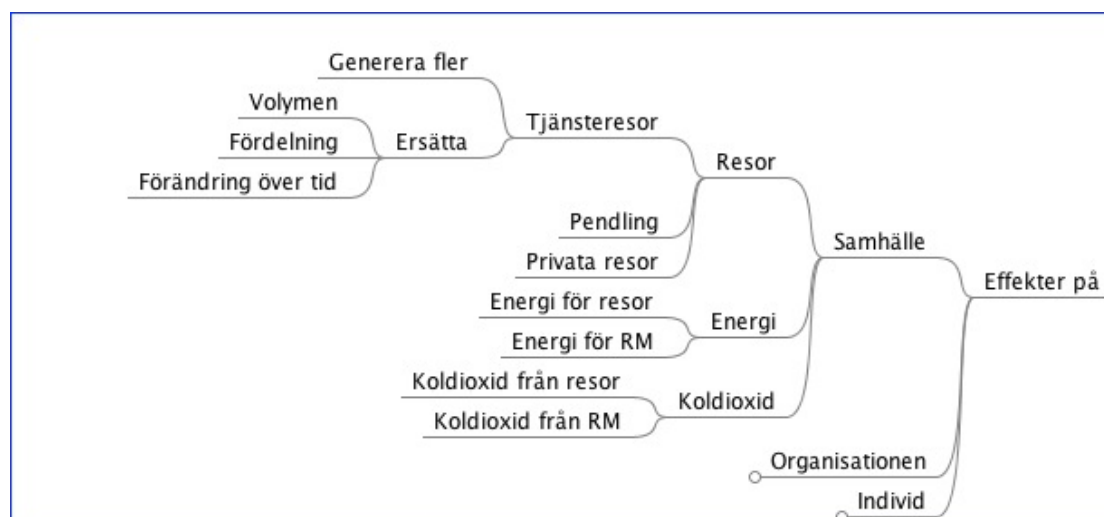 Generera fler
Volymen
Tjänsteresor
Fördelning
Ersätta
Resor
Förändring över tid
Pendling
Samhälle
Privata resor
Effekter på
Energi för resor
Energi
Energi för RM
Koldioxid från resor
Koldioxid
Koldioxid från RM
Organisationen
Individ